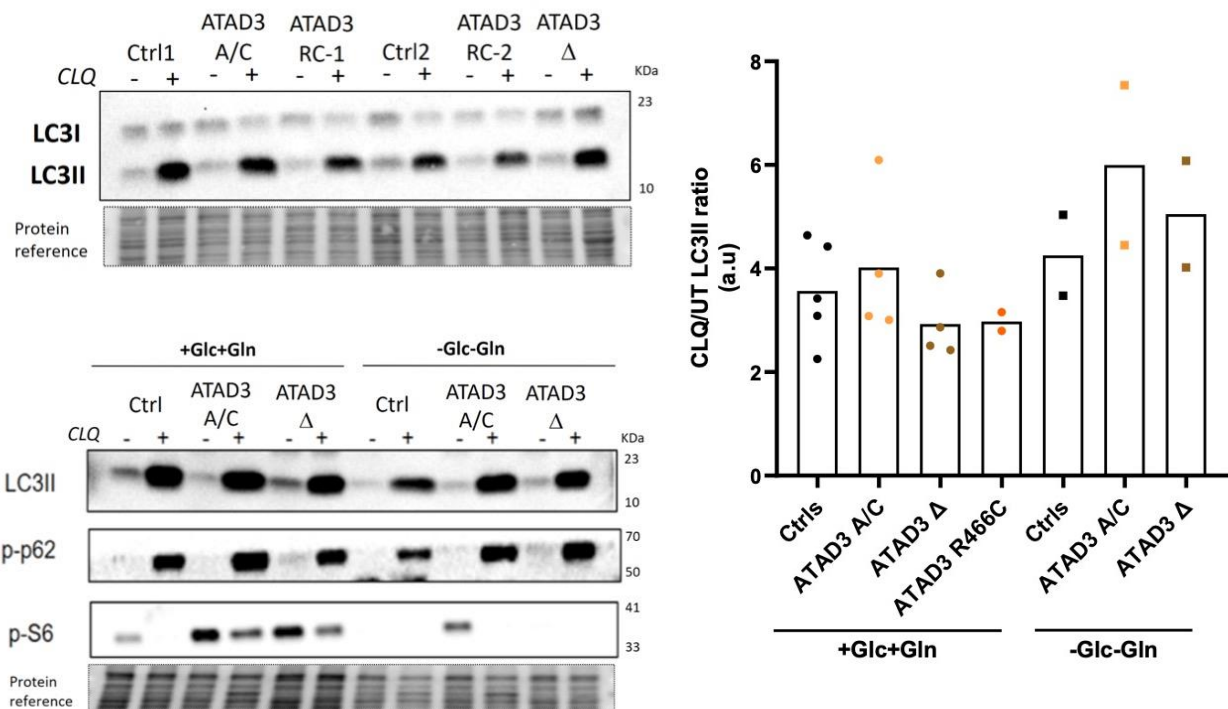 ATAD3 ATAD3 ATAD3 ATAD3
Ctrl1 A/C RC-1 Ctrl2 RC-2 Δ
CLQ - + - + - + - + - + - + KDa
23
LC3I
LC3II
10
Protein
reference
+Glc+Gln -Glc-Gln
Ctrl ATAD3 ATAD3 Ctrl ATAD3 ATAD3
A/C Δ A/C Δ
CLQ - + - + - + - + - + - + KDa
23
LC3II
10
70
p-p62
50
41
p-S6
33
Protein
reference
CLQ/UT LC3II ratio
(a.u)
8
6
4
2
0
Ctrls
ATAD3 A/C
ATAD3 Δ
ATAD3 R466C
Ctrls
ATAD3 A/C
ATAD3 Δ
+Glc+Gln -Glc-Gln